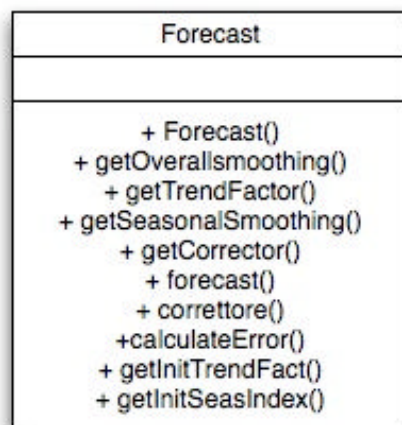 Forecast
+ Forecast()
+ getOverallsmoothing()
+ getTrendFactor()
+ getSeasonalSmoothing()
+ getCorrector()
+ forecast()
+ correttore()
+calculateError()
+ getInitTrendFact()
+ getInitSeasIndex()